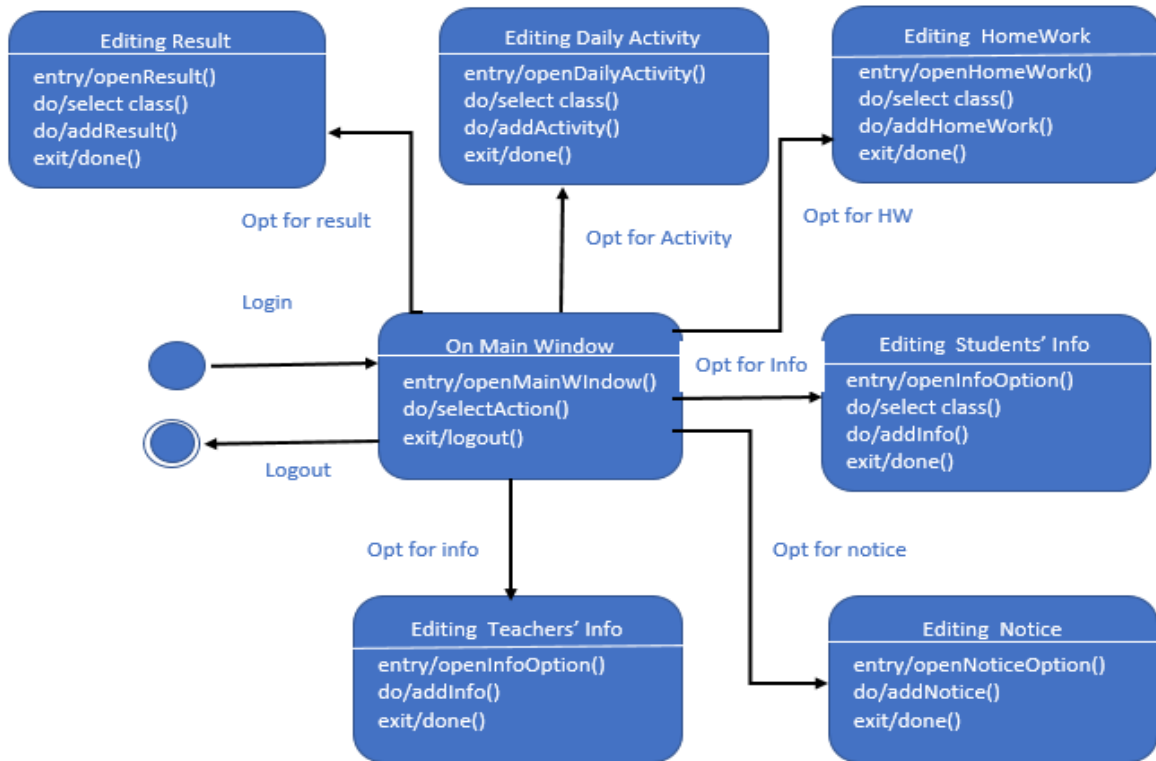 Editing Result
entry/openResult()
do/select class()
do/addResult()
exit/done()
Editing Daily Activity
entry/openDailyActivity()
do/select class()
do/addActivity()
exit/done()
Editing HomeWork
entry/openHomeWork()
do/select class()
do/addHomeWork()
exit/done()
Opt for result
Opt for Activity
Opt for HW
Login
On Main Window
entry/openMainWIndow()
do/selectAction()
exit/logout()
Opt for Info
Editing Students’ Info
entry/openInfoOption()
do/select class()
do/addInfo()
exit/done()
Logout
Opt for info
Opt for notice
Editing Teachers’ Info
entry/openInfoOption()
do/addInfo()
exit/done()
Editing Notice
entry/openNoticeOption()
do/addNotice()
exit/done()